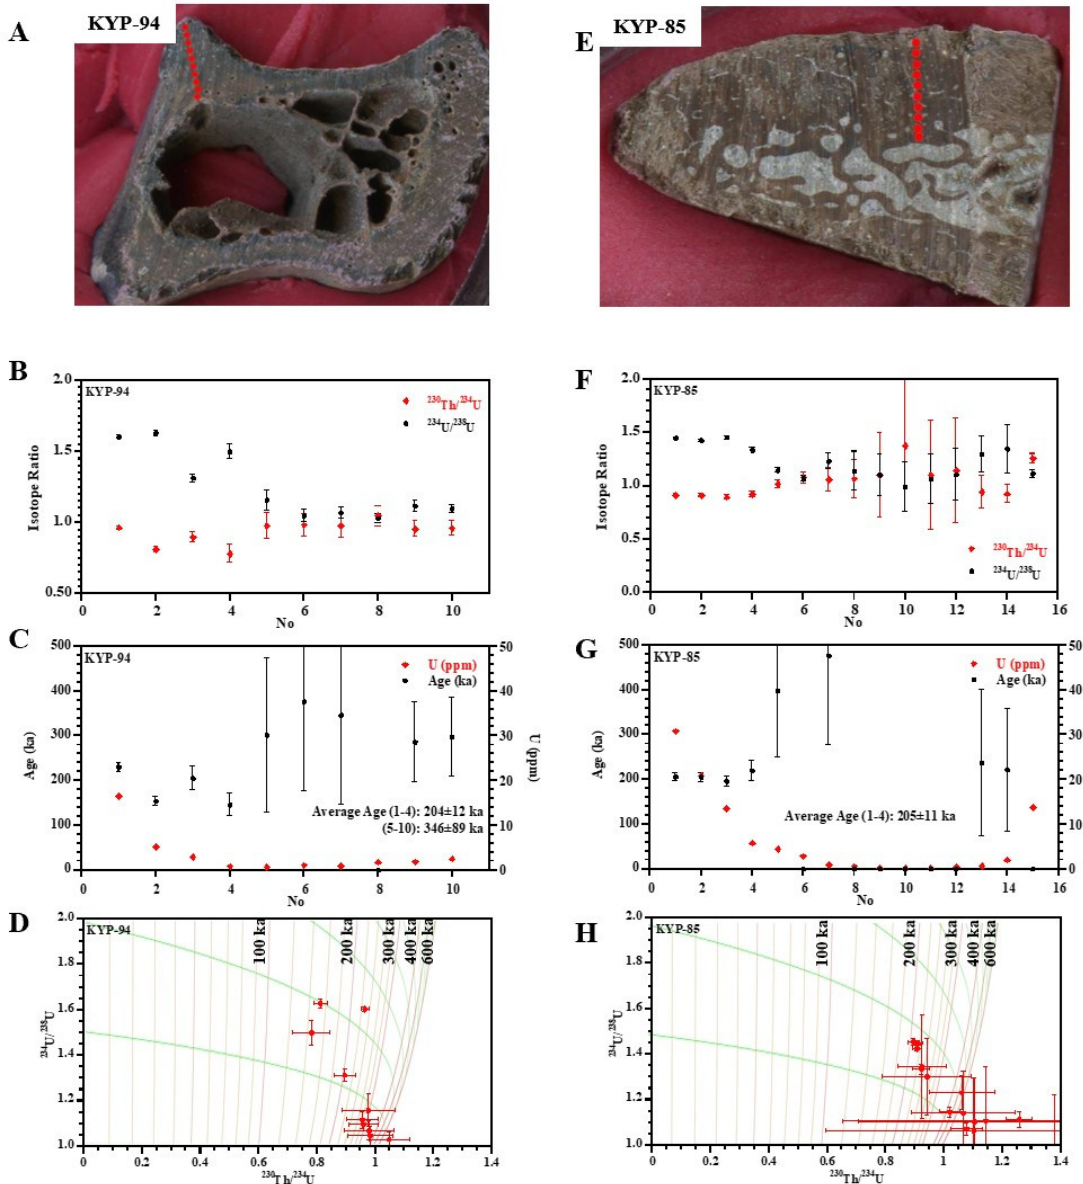 A
KYP-94
E
KYP-85
B
2.0
1.5
1.0
0.50
Isotope Ratio
KYP-94
²³⁰Th/²³⁴U
²³⁴U/²³⁸U
0 2 4 6 8 10
No
F
2.0
1.5
1.0
0.5
0.0
Isotope Ratio
KYP-85
²³⁰Th/²³⁴U
²³⁴U/²³⁸U
0 2 4 6 8 10 12 14 16
No
C
500
400
300
200
100
0
Age (ka)
KYP-94
U (ppm)
Age (ka)
Average Age (1-4): 204±12 ka
(5-10): 346±89 ka
50
40
30
20
10
0
U (ppm)
0 2 4 6 8 10
No
G
500
400
300
200
100
0
Age (ka)
KYP-85
U (ppm)
Age (ka)
Average Age (1-4): 205±11 ka
50
40
30
20
10
0
0 2 4 6 8 10 12 14 16
No
D
2.0
1.8
1.6
1.4
1.2
1.0
²³⁴U/²³⁸U
KYP-94
100 ka
200 ka
300 ka
400 ka
600 ka
0 0.2 0.4 0.6 0.8 1 1.2 1.4
²³⁰Th/²³⁴U
H
2.0
1.8
1.6
1.4
1.2
1.0
²³⁴U/²³⁸U
KYP-85
100 ka
200 ka
300 ka
400 ka
600 ka
0 0.2 0.4 0.6 0.8 1 1.2 1.4
²³⁰Th/²³⁴U